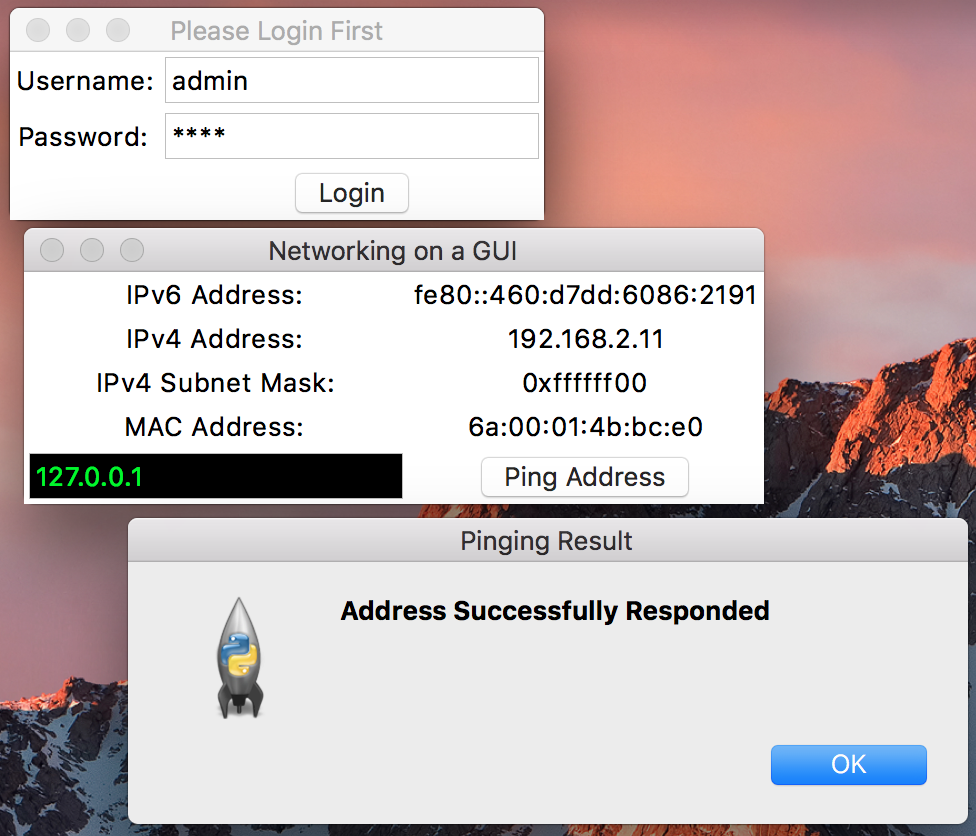 Please Login First
Username: admin
Password: ****
Login
Networking on a GUI
IPv6 Address: fe80::460:d7dd:6086:2191
IPv4 Address: 192.168.2.11
IPv4 Subnet Mask: 0xffffff00
MAC Address: 6a:00:01:4b:bc:e0
127.0.0.1 Ping Address
Pinging Result
Address Successfully Responded
OK